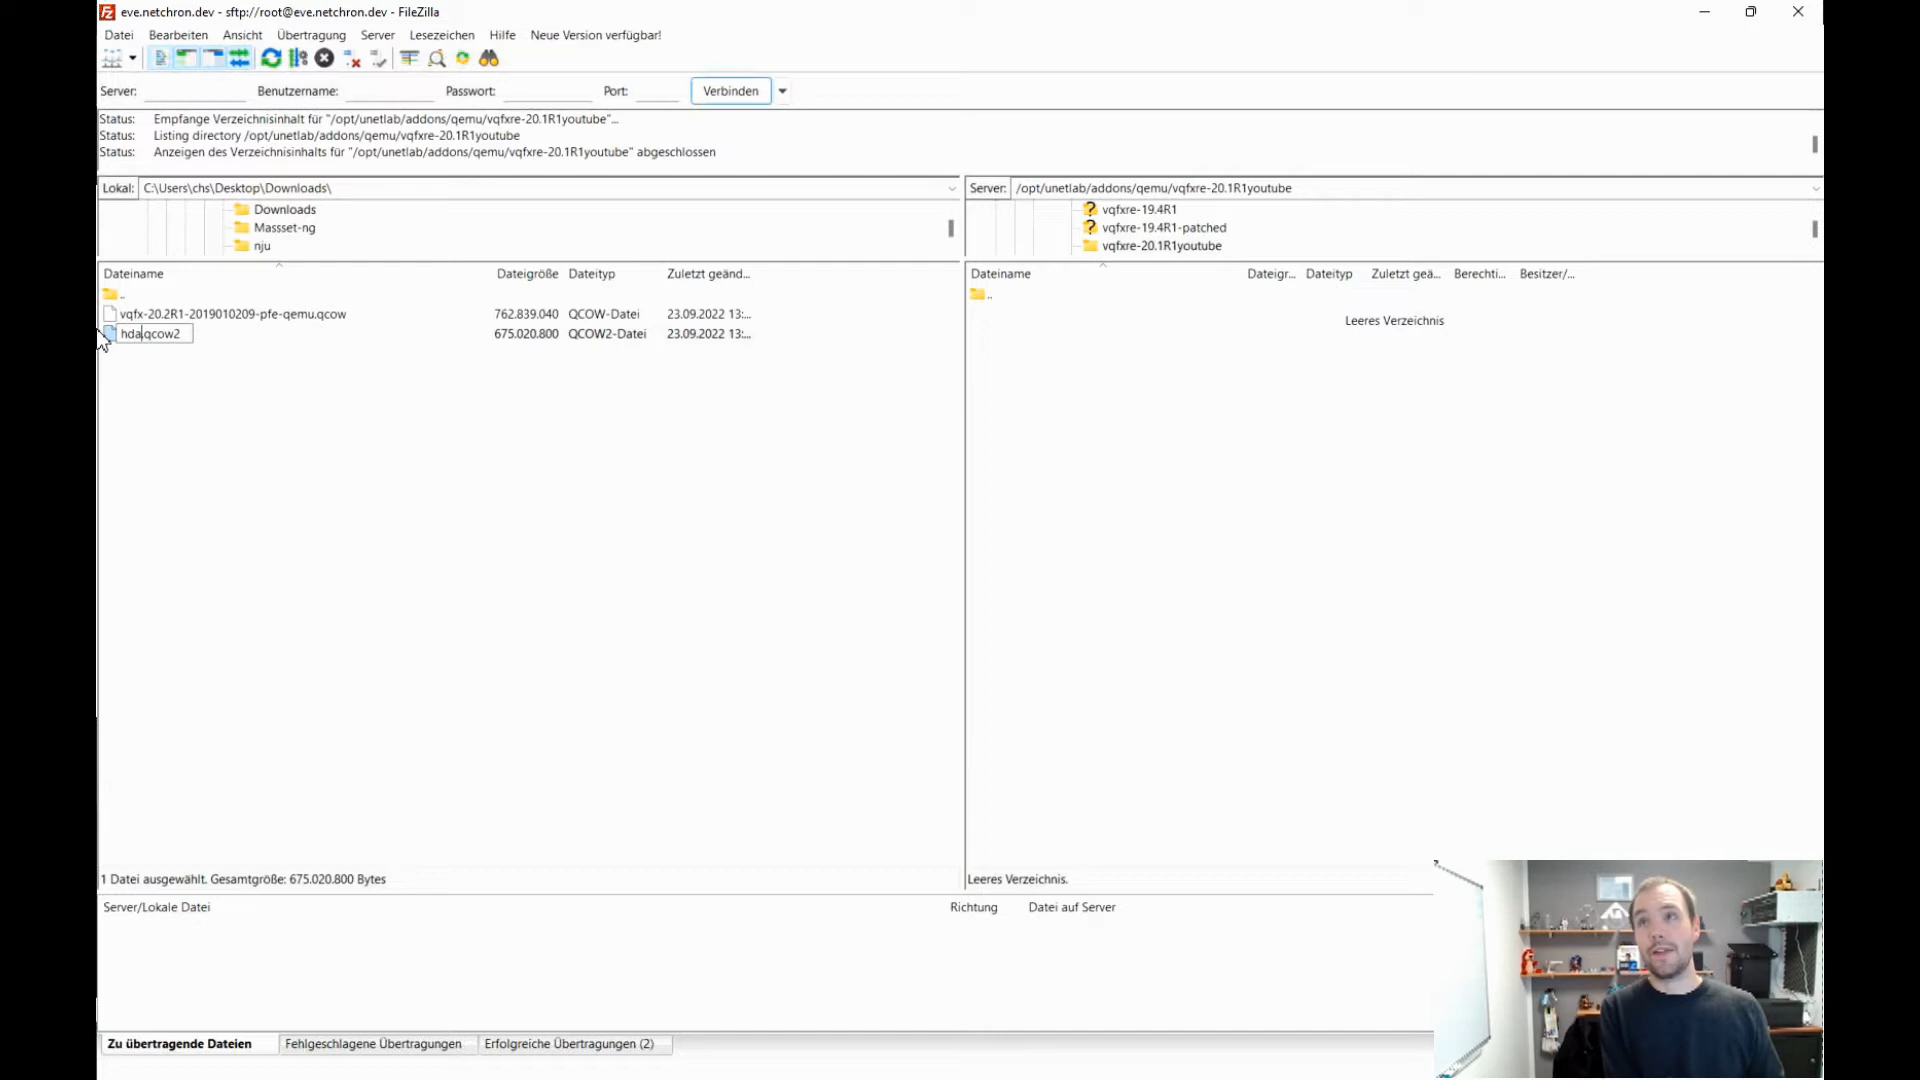 eve.netchron.dev - sftp://root@eve.netchron.dev - FileZilla
Datei Bearbeiten Ansicht Übertragung Server Lesezeichen Hilfe Neue Version verfügbar!
Server: Benutzername: Passwort: Port: Verbinden
Status: Empfange Verzeichnisinhalt für "/opt/unetlab/addons/qemu/vqfxre-20.1R1youtube"...
Status: Listing directory /opt/unetlab/addons/qemu/vqfxre-20.1R1youtube
Status: Anzeigen des Verzeichnisinhalts für "/opt/unetlab/addons/qemu/vqfxre-20.1R1youtube" abgeschlossen
Lokal: C:\Users\chs\Desktop\Downloads\
Downloads
Massset-ng
nju
Dateiname Dateigröße Dateityp Zuletzt geänd...
..
vqfx-20.2R1-2019010209-pfe-qemu.qcow 762.839.040 QCOW-Datei 23.09.2022 13:...
hda.qcow2 675.020.800 QCOW2-Datei 23.09.2022 13:...
1 Datei ausgewählt. Gesamtgröße: 675.020.800 Bytes
Server: /opt/unetlab/addons/qemu/vqfxre-20.1R1youtube
vqfxre-19.4R1
vqfxre-19.4R1-patched
vqfxre-20.1R1youtube
Dateiname Dateigr... Dateityp Zuletzt geä... Berechti... Besitzer/...
..
Leeres Verzeichnis
Leeres Verzeichnis.
Server/Lokale Datei Richtung Datei auf Server
Zu übertragende Dateien Fehlgeschlagene Übertragungen Erfolgreiche Übertragungen (2)